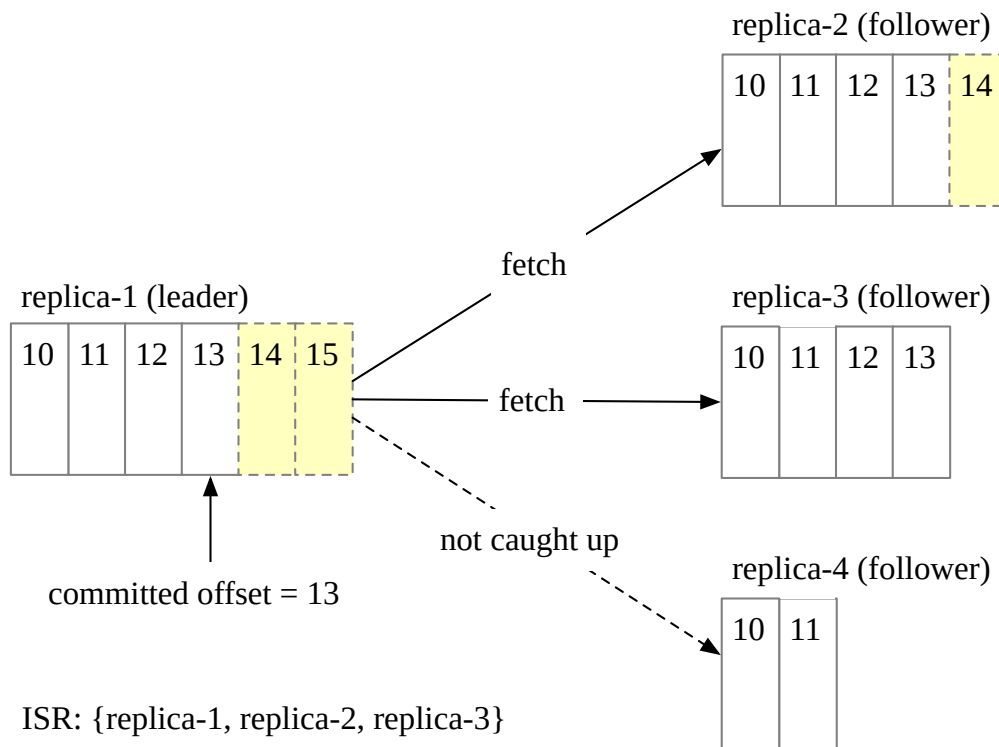 replica-2 (follower)
10 11 12 13 14
fetch
replica-1 (leader)
10 11 12 13 14 15
replica-3 (follower)
10 11 12 13
fetch
not caught up
committed offset = 13
replica-4 (follower)
10 11
ISR: {replica-1, replica-2, replica-3}